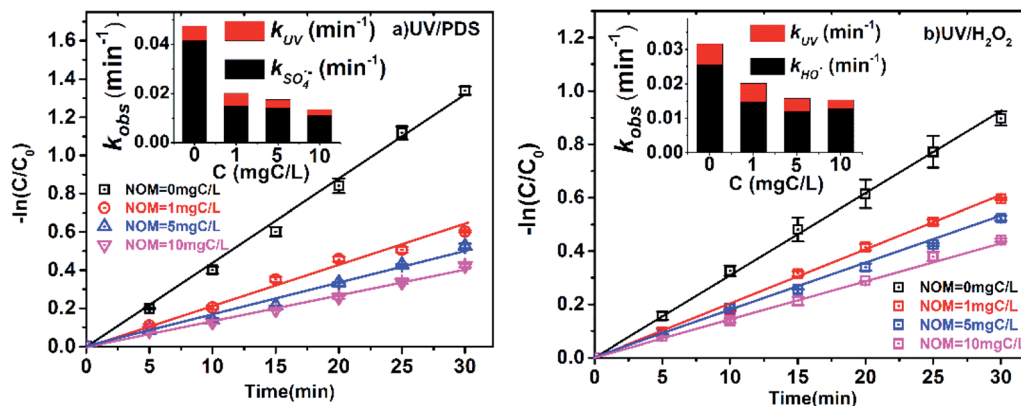 a)UV/PDS
-ln(C/C0)
1.6
1.4
1.2
1.0
0.8
0.6
0.4
0.2
0.0
0 5 10 15 20 25 30
Time(min)
kobs (min-1)
0.04
0.02
0.00
kUV (min-1)
kSO4·- (min-1)
0 1 5 10
C (mgC/L)
NOM=0mgC/L
NOM=1mgC/L
NOM=5mgC/L
NOM=10mgC/L
b)UV/H2O2
-ln(C/C0)
1.2
1.0
0.8
0.6
0.4
0.2
0.0
0 5 10 15 20 25 30
Time(min)
kobs (min-1)
0.03
0.02
0.01
0.00
kUV (min-1)
kHO· (min-1)
0 1 5 10
C (mgC/L)
NOM=0mgC/L
NOM=1mgC/L
NOM=5mgC/L
NOM=10mgC/L